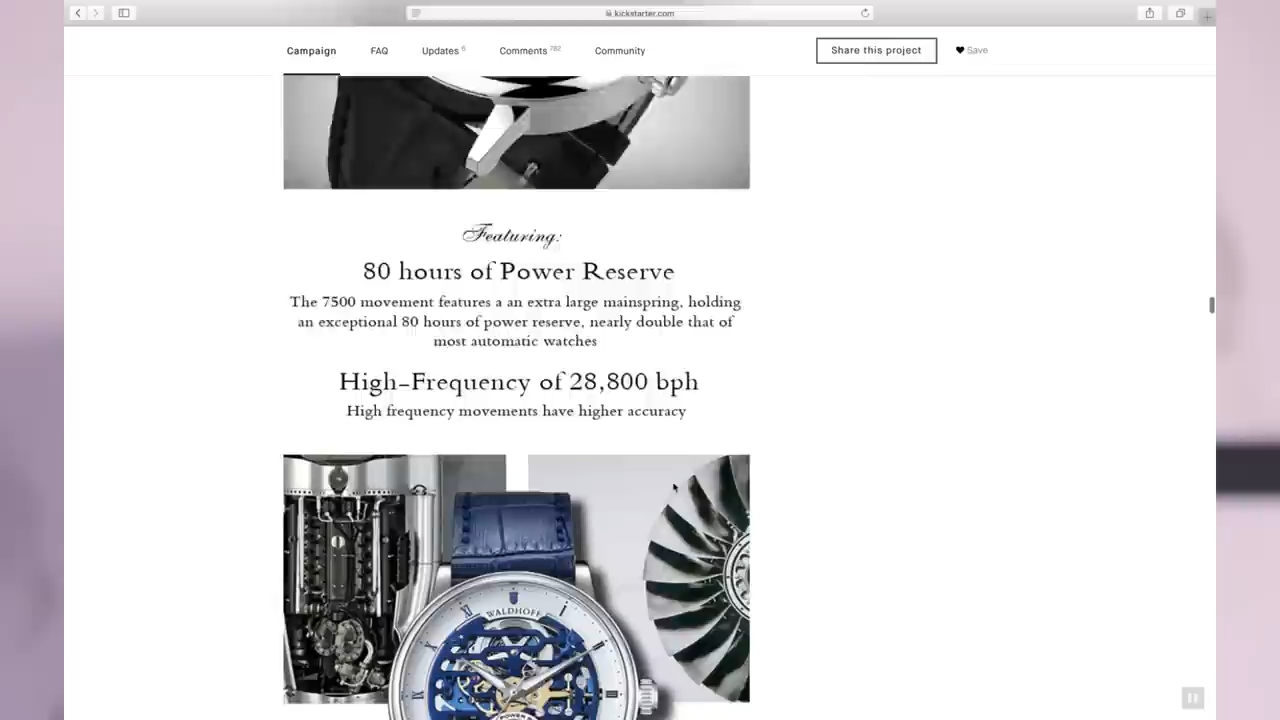 kickstarter.com
Campaign FAQ Updates 6 Comments 782 Community Share this project Save
Featuring:
80 hours of Power Reserve
The 7500 movement features a an extra large mainspring, holding
an exceptional 80 hours of power reserve, nearly double that of
most automatic watches
High-Frequency of 28,800 bph
High frequency movements have higher accuracy
WALDHOFF
POWER